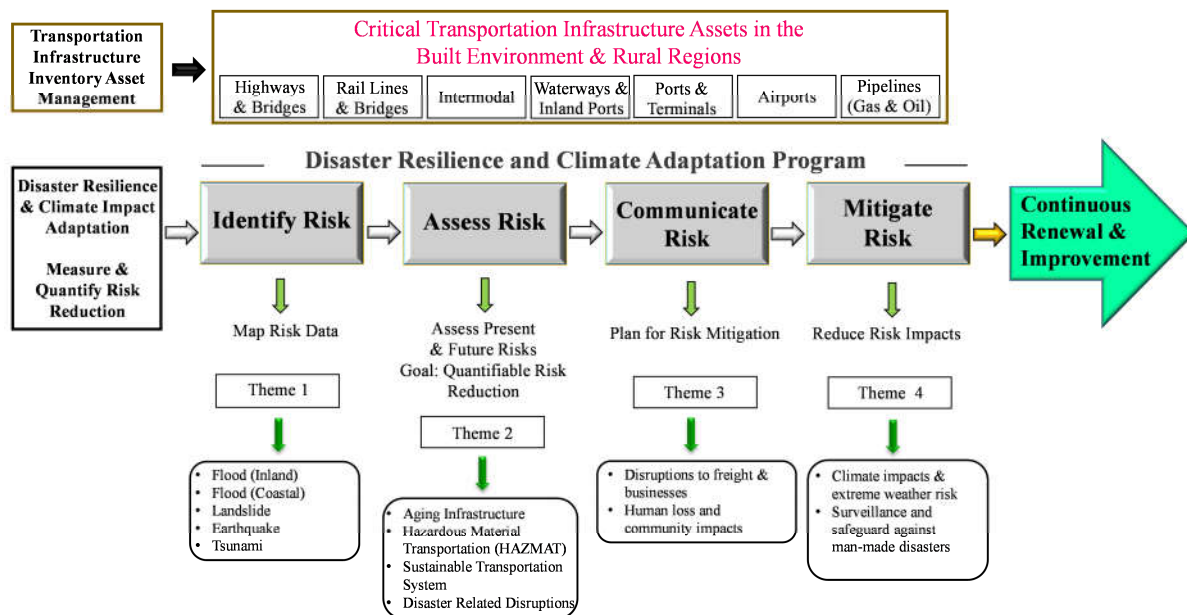 Transportation
Infrastructure
Inventory Asset
Management
Critical Transportation Infrastructure Assets in the
Built Environment & Rural Regions
Highways
& Bridges
Rail Lines
& Bridges
Intermodal
Waterways &
Inland Ports
Ports &
Terminals
Airports
Pipelines
(Gas & Oil)
Disaster Resilience and Climate Adaptation Program
Disaster Resilience
& Climate Impact
Adaptation
Measure &
Quantify Risk
Reduction
Identify Risk
Assess Risk
Communicate
Risk
Mitigate
Risk
Continuous
Renewal &
Improvement
Map Risk Data
Assess Present
& Future Risks
Goal: Quantifiable Risk
Reduction
Plan for Risk Mitigation
Reduce Risk Impacts
Theme 1
Theme 2
Theme 3
Theme 4
• Flood (Inland)
• Flood (Coastal)
• Landslide
• Earthquake
• Tsunami
• Aging Infrastructure
• Hazardous Material
Transportation (HAZMAT)
• Sustainable Transportation
System
• Disaster Related Disruptions
• Disruptions to freight &
businesses
• Human loss and
community impacts
• Climate impacts &
extreme weather risk
• Surveillance and
safeguard against
man-made disasters